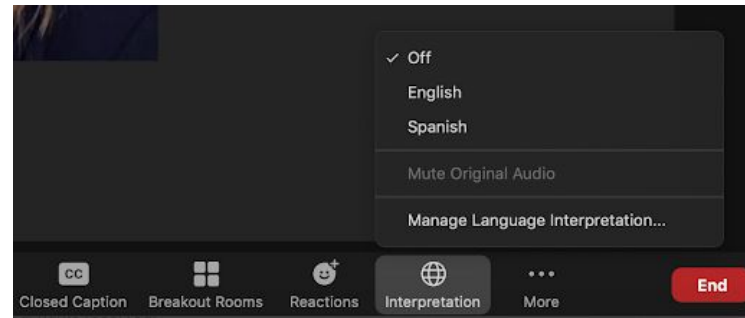 Off
English
Spanish
Mute Original Audio
Manage Language Interpretation...
CC
Closed Caption
Breakout Rooms
Reactions
Interpretation
More
End